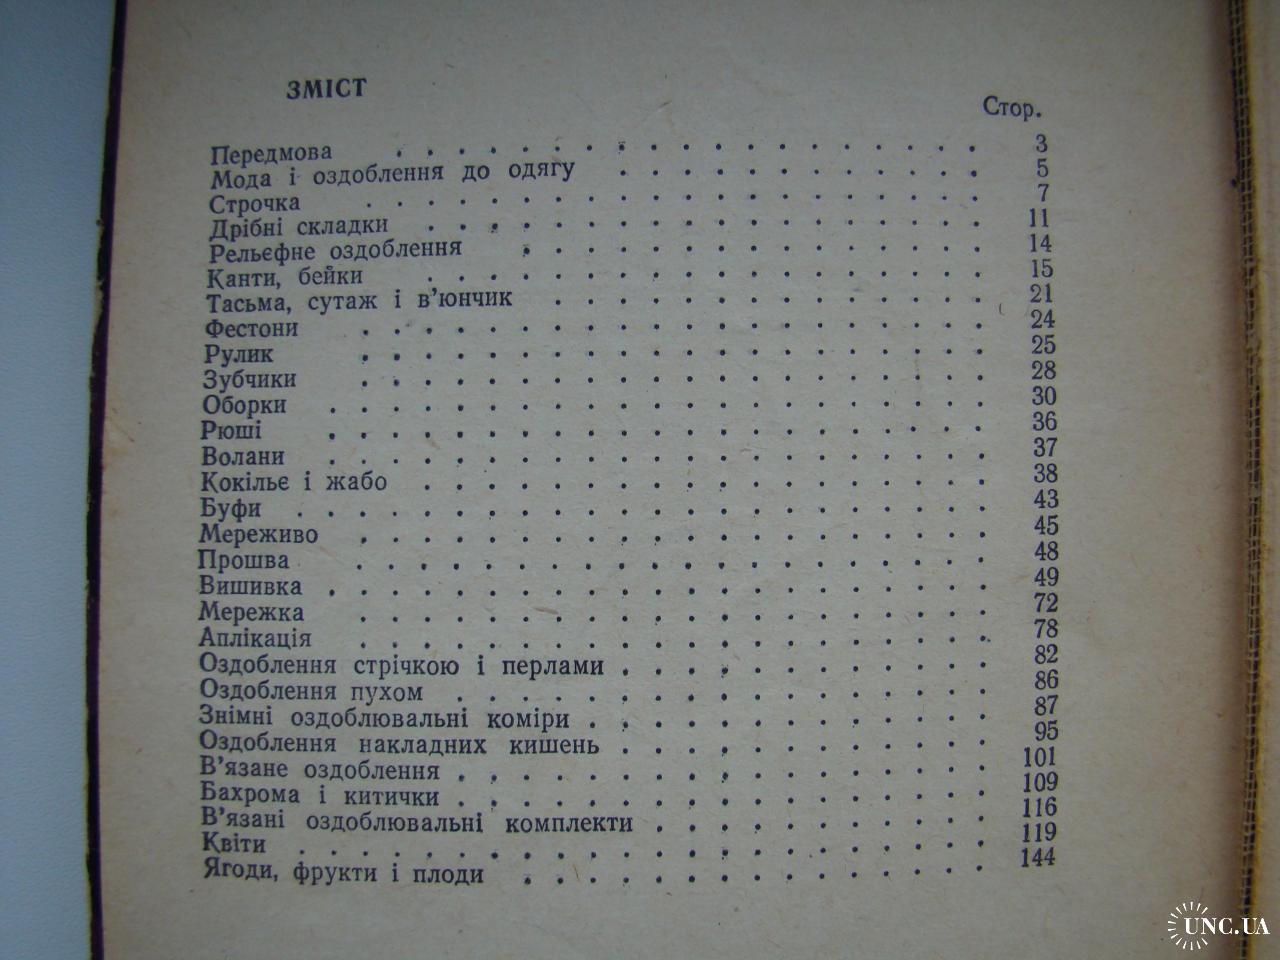 ЗМІСТ
Стор.
Передмова . . . . . . . . . . . . . . . . . . 3
Мода і оздоблення до одягу . . . . . . . . . . . . 5
Строчка . . . . . . . . . . . . . . . . . . . 7
Дрібні складки . . . . . . . . . . . . . . . . . 11
Рельєфне оздоблення . . . . . . . . . . . . . . 14
Канти, бейки . . . . . . . . . . . . . . . . . 15
Тасьма, сутаж і в’юнчик . . . . . . . . . . . . . . 21
Фестони . . . . . . . . . . . . . . . . . . . 24
Рулик . . . . . . . . . . . . . . . . . . . 25
Зубчики . . . . . . . . . . . . . . . . . . . 28
Оборки . . . . . . . . . . . . . . . . . . . . 30
Рюші . . . . . . . . . . . . . . . . . . . . 36
Волани . . . . . . . . . . . . . . . . . . . . 37
Кокільє і жабо . . . . . . . . . . . . . . . . . 38
Буфи . . . . . . . . . . . . . . . . . . . . . 43
Мереживо . . . . . . . . . . . . . . . . . . . 45
Прошва . . . . . . . . . . . . . . . . . . . 48
Вишивка . . . . . . . . . . . . . . . . . . . . 49
Мережка . . . . . . . . . . . . . . . . . . . 72
Аплікація . . . . . . . . . . . . . . . . . . . 78
Оздоблення стрічкою і перлами . . . . . . . . . . . 82
Оздоблення пухом . . . . . . . . . . . . . . . . 86
Знімні оздоблювальні коміри . . . . . . . . . . . . 87
Оздоблення накладних кишень . . . . . . . . . . . 95
В’язане оздоблення . . . . . . . . . . . . . . . . 101
Бахрома і китички . . . . . . . . . . . . . . . . 109
В’язані оздоблювальні комплекти . . . . . . . . . . 116
Квіти . . . . . . . . . . . . . . . . . . . . . 119
Ягоди, фрукти і плоди . . . . . . . . . . . . . . 144
UNC.UA